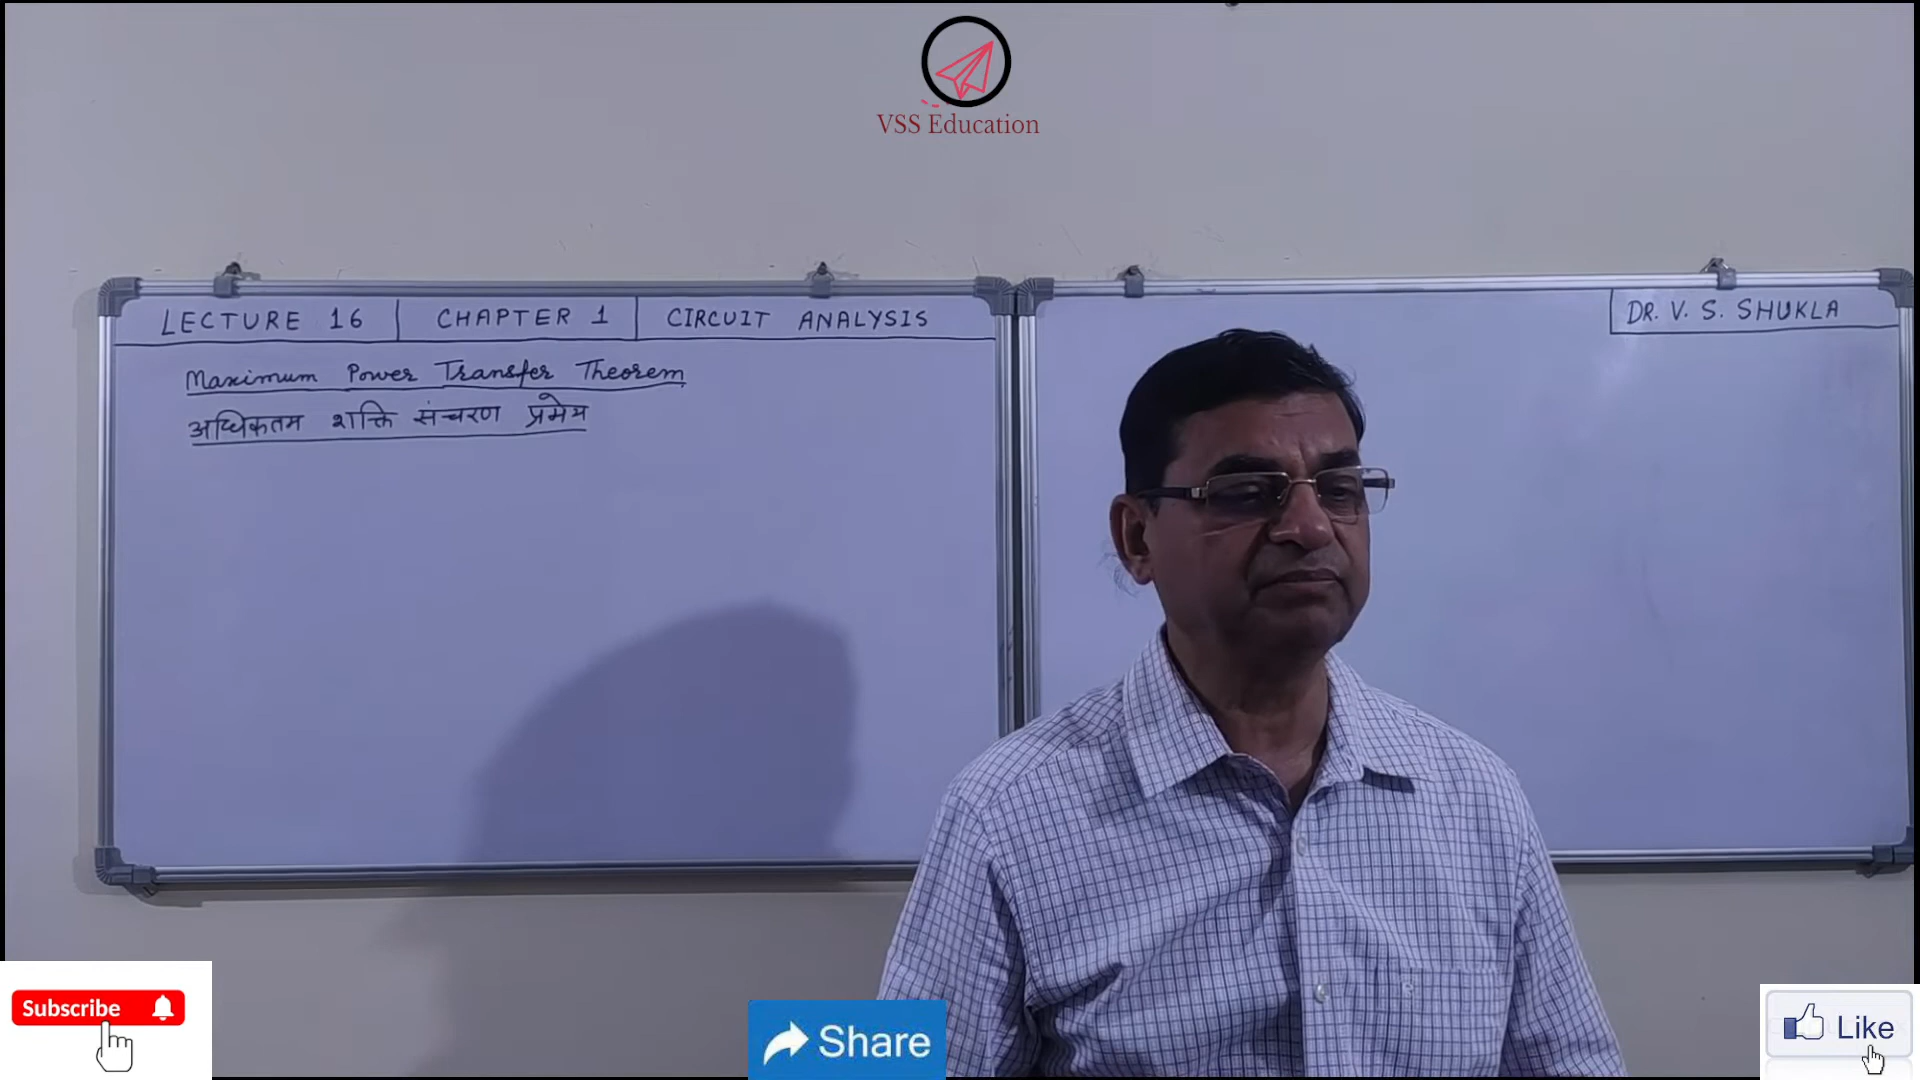 VSS Education
LECTURE 16 CHAPTER 1 CIRCUIT ANALYSIS
DR. V. S. SHUKLA
Maximum Power Transfer Theorem
अधिकतम शक्ति संचरण प्रमेय
Subscribe
Share
Like